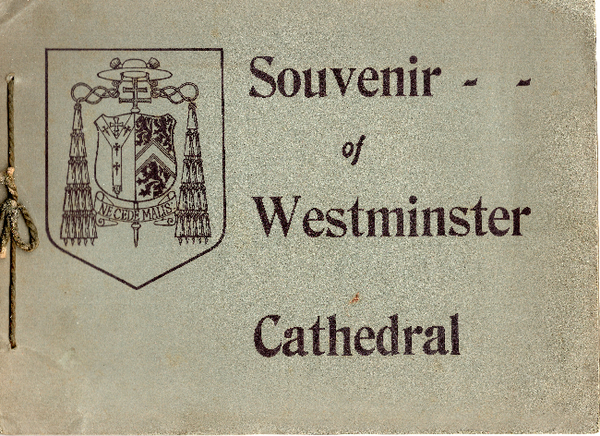 Souvenir - -
of
Westminster
Cathedral
NE CEDE MALIS